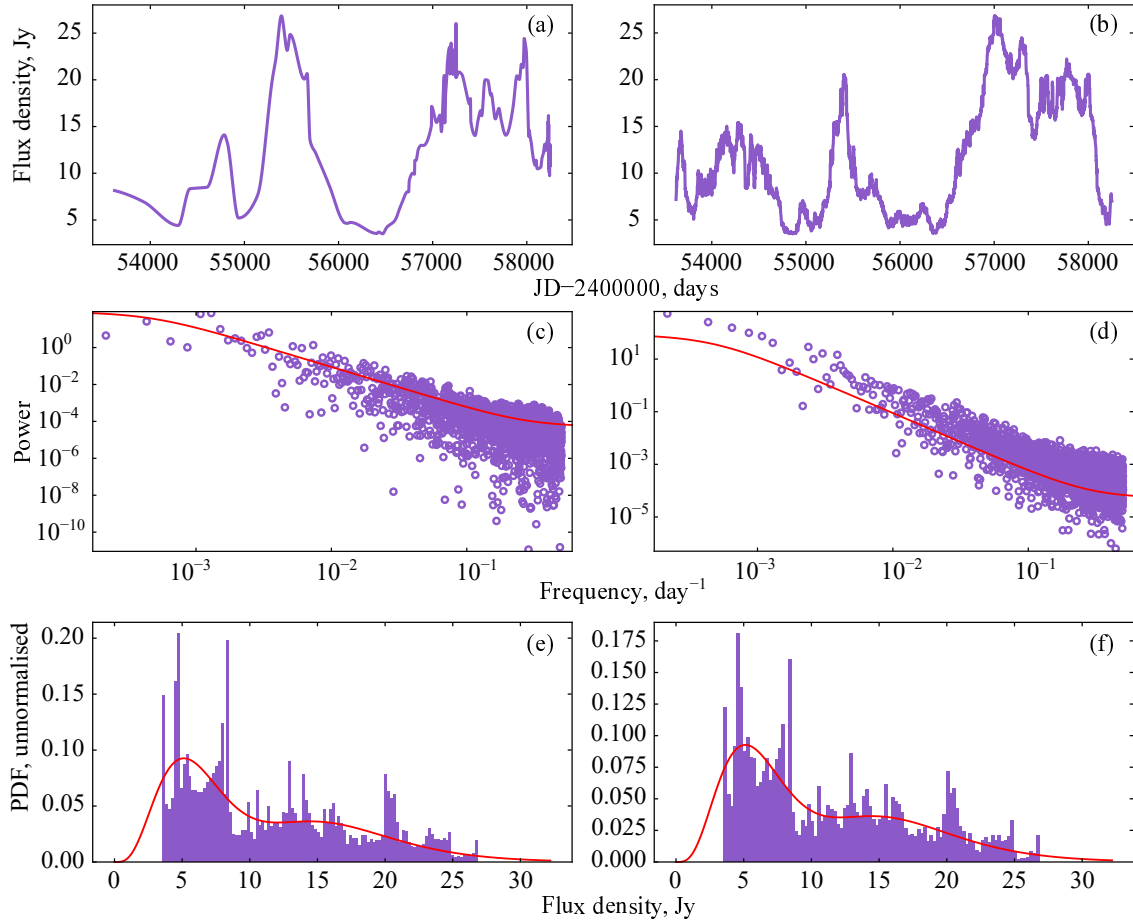 (a) (b)
Flux density, Jy
25 20 15 10 5
25 20 15 10 5
54000 55000 56000 57000 58000
54000 55000 56000 57000 58000
JD−2400000, days
(c) (d)
Power
10⁰ 10⁻² 10⁻⁴ 10⁻⁶ 10⁻⁸ 10⁻¹⁰
10¹ 10⁻¹ 10⁻³ 10⁻⁵
10⁻³ 10⁻² 10⁻¹
10⁻³ 10⁻² 10⁻¹
Frequency, day⁻¹
(e) (f)
PDF, unnormalised
0.20 0.15 0.10 0.05 0.00
0.175 0.150 0.125 0.100 0.075 0.050 0.025 0.000
0 5 10 15 20 25 30
0 5 10 15 20 25 30
Flux density, Jy